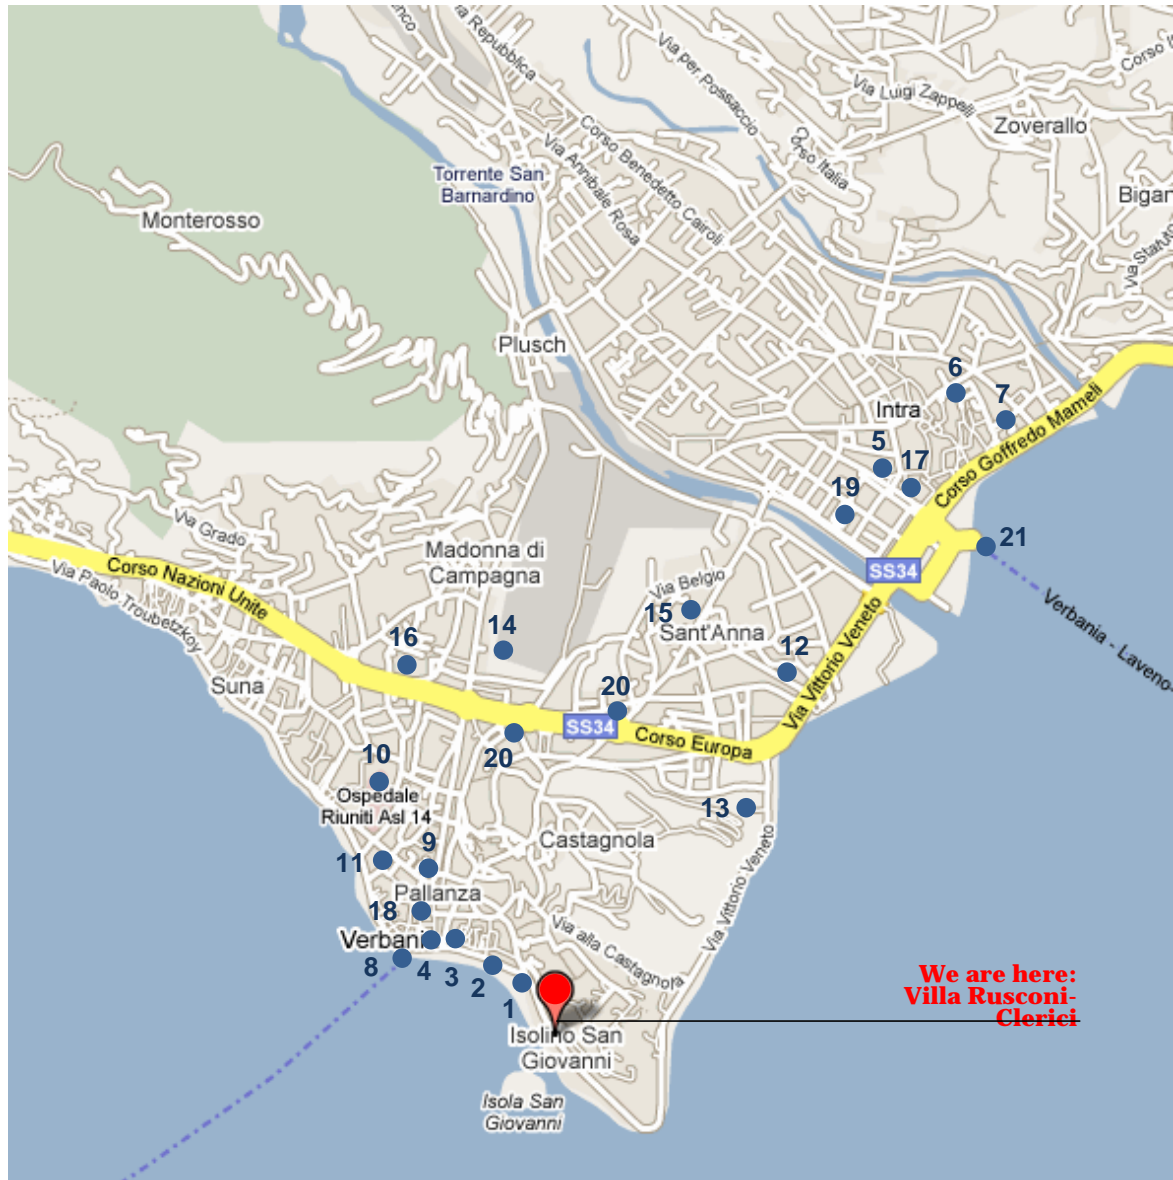 enco
Via Repubblica
Via per Possaccio
Via Luigi Zappelli
Corso It
Zoverallo
Corso Italia
Corso Benedetto Cairoli
Via Annibale Rosa
Torrente San
Barnardino
Bigan
Via Statuto
Monterosso
Plusch
6
7
Intra
5
17
Corso Goffredo Mameli
19
21
SS34
Via Grado
Madonna di
Campagna
Corso Nazioni Unite
Via Paolo Troubetzkoy
Via Belgio
15
Sant'Anna
Verbania - Laveno-
14
16
12
Via Vittorio Veneto
Suna
20
SS34
Corso Europa
20
10
Ospedale
Riuniti Asl 14
13
Castagnola
9
11
Via Vittorio Veneto
Pallanza
18
Via alla Castagnola
Verbani
8
4
3
2
1
We are here:
Villa Rusconi-
Clerici
Isolino San
Giovanni
Isola San
Giovanni